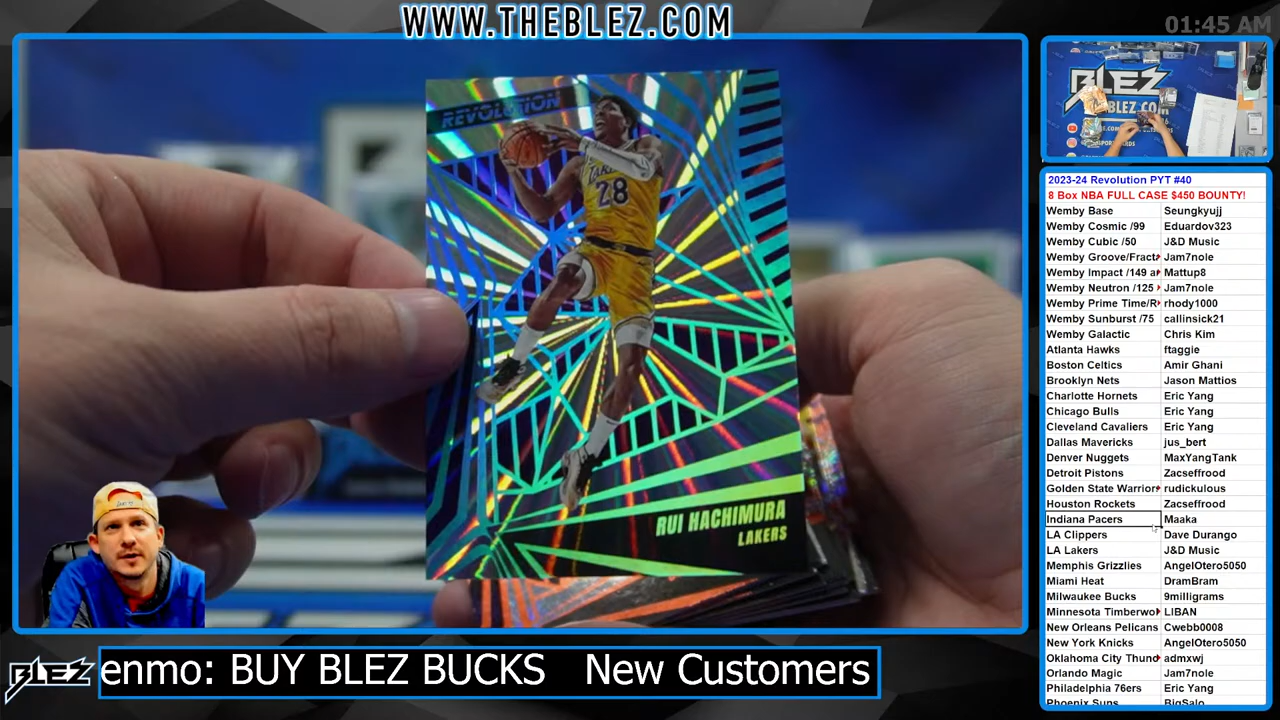 WWW.THEBLEZ.COM
01:45 AM
REVOLUTION
28
RUI HACHIMURA
LAKERS
BLEZ
2023-24 Revolution PYT #40
8 Box NBA FULL CASE $450 BOUNTY!
Wemby Base Seungkyujj
Wemby Cosmic /99 Eduardov323
Wemby Cubic /50 J&D Music
Wemby Groove/Fract Jam7nole
Wemby Impact /149 a Mattup8
Wemby Neutron /125 Jam7nole
Wemby Prime Time/R rhody1000
Wemby Sunburst /75 callinsick21
Wemby Galactic Chris Kim
Atlanta Hawks ftaggie
Boston Celtics Amir Ghani
Brooklyn Nets Jason Mattios
Charlotte Hornets Eric Yang
Chicago Bulls Eric Yang
Cleveland Cavaliers Eric Yang
Dallas Mavericks jus_bert
Denver Nuggets MaxYangTank
Detroit Pistons Zacseffrood
Golden State Warrior rudickulous
Houston Rockets Zacseffrood
Indiana Pacers Maaka
LA Clippers Dave Durango
LA Lakers J&D Music
Memphis Grizzlies AngelOtero5050
Miami Heat DramBram
Milwaukee Bucks 9milligrams
Minnesota Timberwo LIBAN
New Orleans Pelicans Cwebb0008
New York Knicks AngelOtero5050
Oklahoma City Thund admxwj
Orlando Magic Jam7nole
Philadelphia 76ers Eric Yang
Phoenix Suns BigSalo
BLEZ
enmo: BUY BLEZ BUCKS New Customers